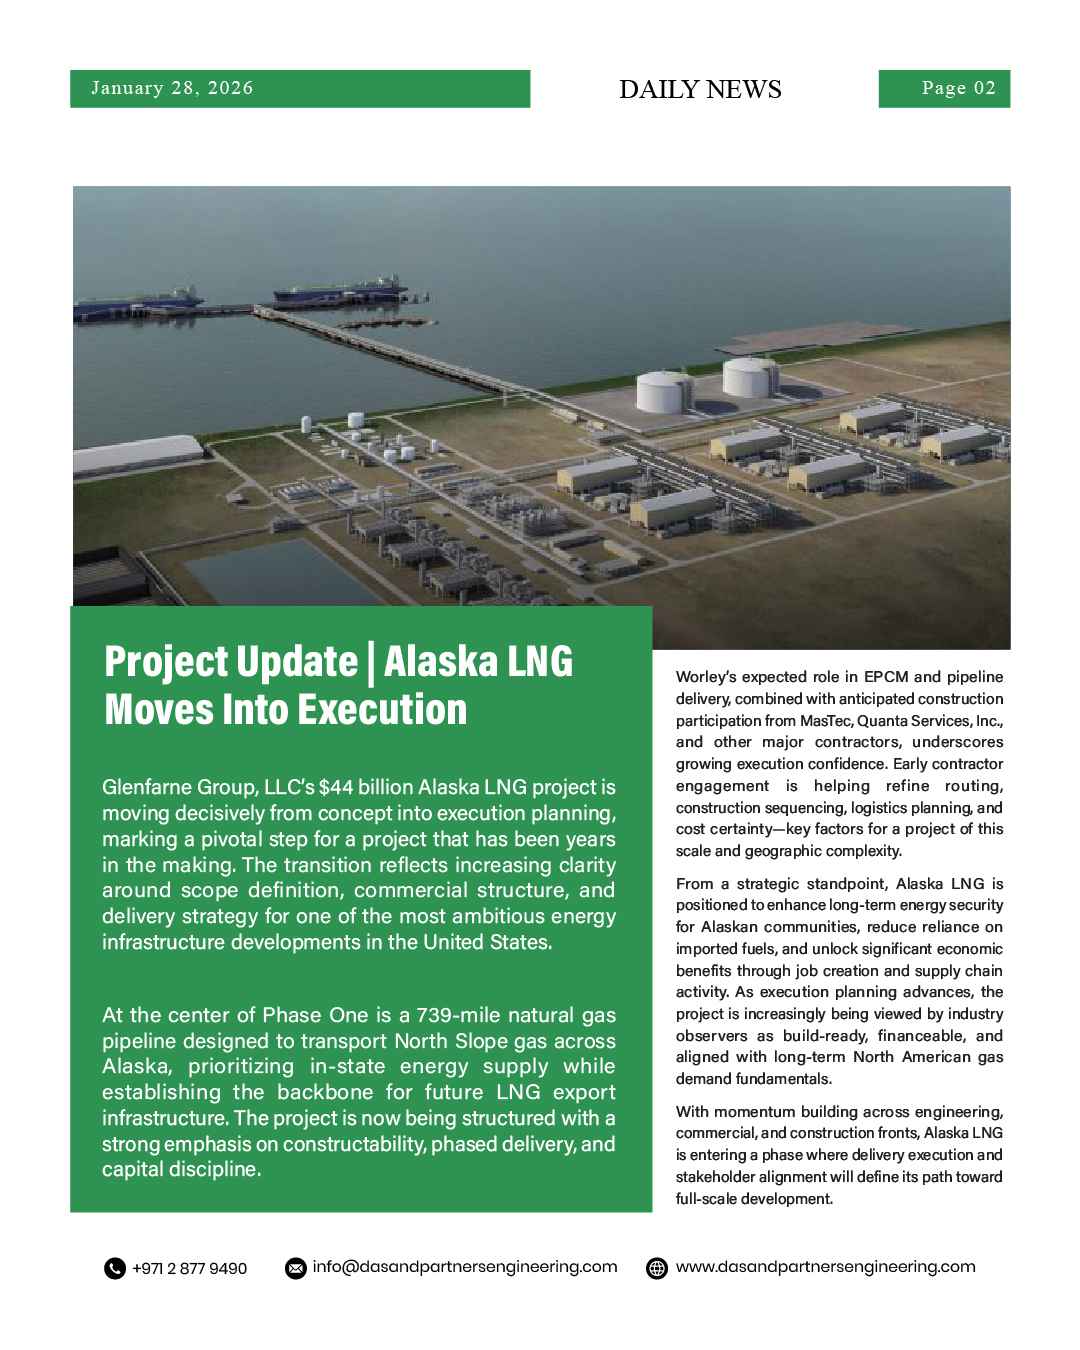 January 28, 2026
DAILY NEWS
Page 02
Project Update | Alaska LNG
Moves Into Execution
Glenfarne Group, LLC’s $44 billion Alaska LNG project is
moving decisively from concept into execution planning,
marking a pivotal step for a project that has been years
in the making. The transition reflects increasing clarity
around scope definition, commercial structure, and
delivery strategy for one of the most ambitious energy
infrastructure developments in the United States.
At the center of Phase One is a 739-mile natural gas
pipeline designed to transport North Slope gas across
Alaska, prioritizing in-state energy supply while
establishing the backbone for future LNG export
infrastructure. The project is now being structured with a
strong emphasis on constructability, phased delivery, and
capital discipline.
Worley’s expected role in EPCM and pipeline
delivery, combined with anticipated construction
participation from MasTec, Quanta Services, Inc.,
and other major contractors, underscores
growing execution confidence. Early contractor
engagement is helping refine routing,
construction sequencing, logistics planning, and
cost certainty—key factors for a project of this
scale and geographic complexity.
From a strategic standpoint, Alaska LNG is
positioned to enhance long-term energy security
for Alaskan communities, reduce reliance on
imported fuels, and unlock significant economic
benefits through job creation and supply chain
activity. As execution planning advances, the
project is increasingly being viewed by industry
observers as build-ready, financeable, and
aligned with long-term North American gas
demand fundamentals.
With momentum building across engineering,
commercial, and construction fronts, Alaska LNG
is entering a phase where delivery execution and
stakeholder alignment will define its path toward
full-scale development.
+971 2 877 9490
info@dasandpartnersengineering.com
www.dasandpartnersengineering.com